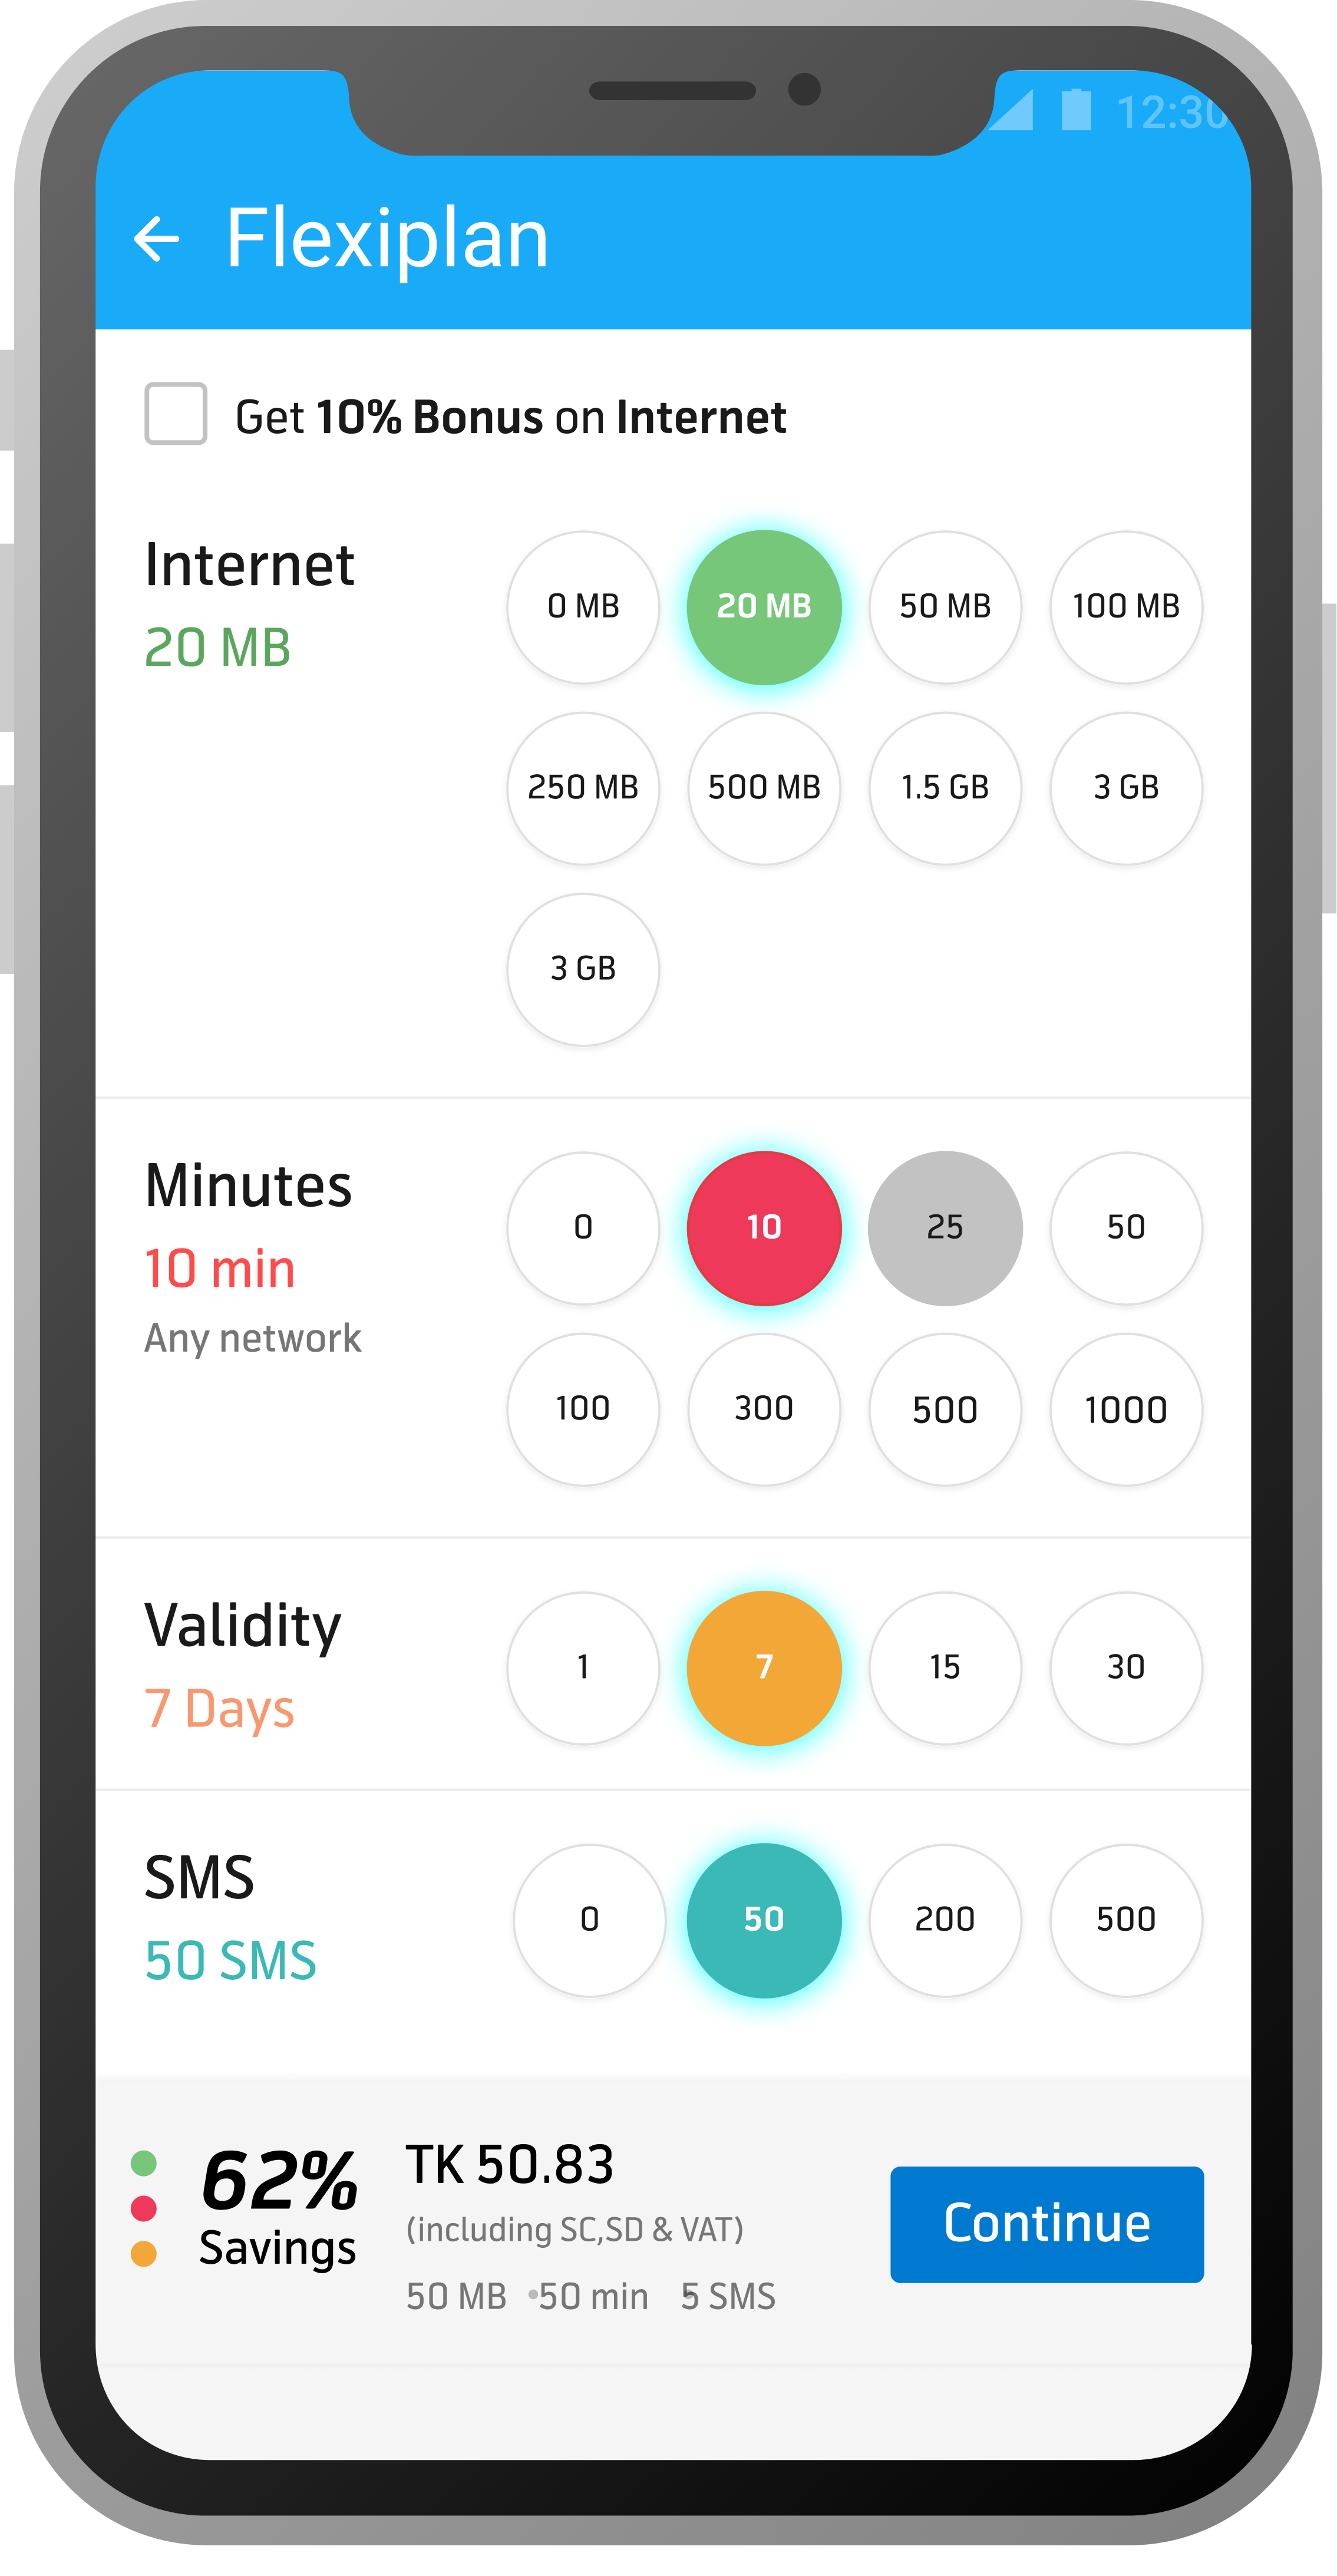 12:30
Flexiplan
Get 10% Bonus on Internet
Internet
20 MB
0 MB 20 MB 50 MB 100 MB
250 MB 500 MB 1.5 GB 3 GB
3 GB
Minutes
10 min
Any network
0 10 25 50
100 300 500 1000
Validity
7 Days
1 7 15 30
SMS
50 SMS
0 50 200 500
62%
Savings
TK 50.83
(including SC,SD & VAT)
50 MB •50 min 5 SMS
Continue